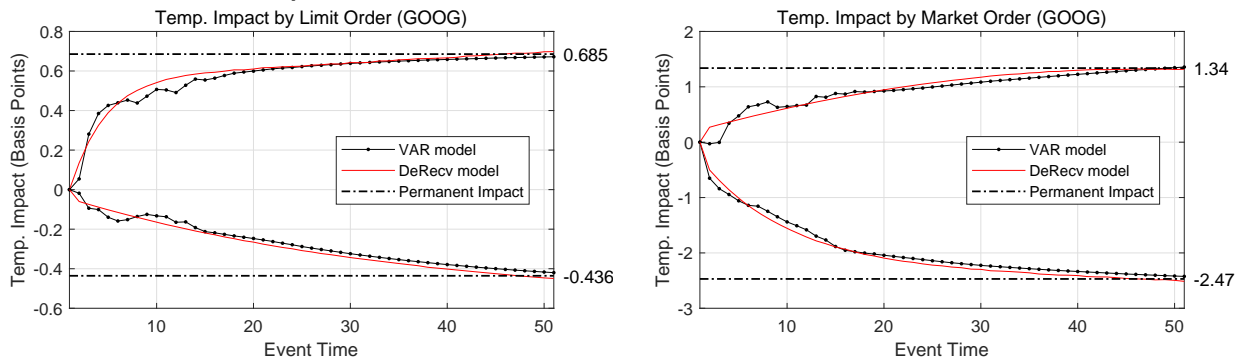 Temp. Impact by Limit Order (GOOG)
Temp. Impact (Basis Points)
0.8
0.6
0.4
0.2
0
-0.2
-0.4
-0.6
0.685
-0.436
VAR model
DeRecv model
Permanent Impact
10
20
30
40
50
Event Time
Temp. Impact by Market Order (GOOG)
Temp. Impact (Basis Points)
2
1
0
-1
-2
-3
1.34
-2.47
VAR model
DeRecv model
Permanent Impact
10
20
30
40
50
Event Time